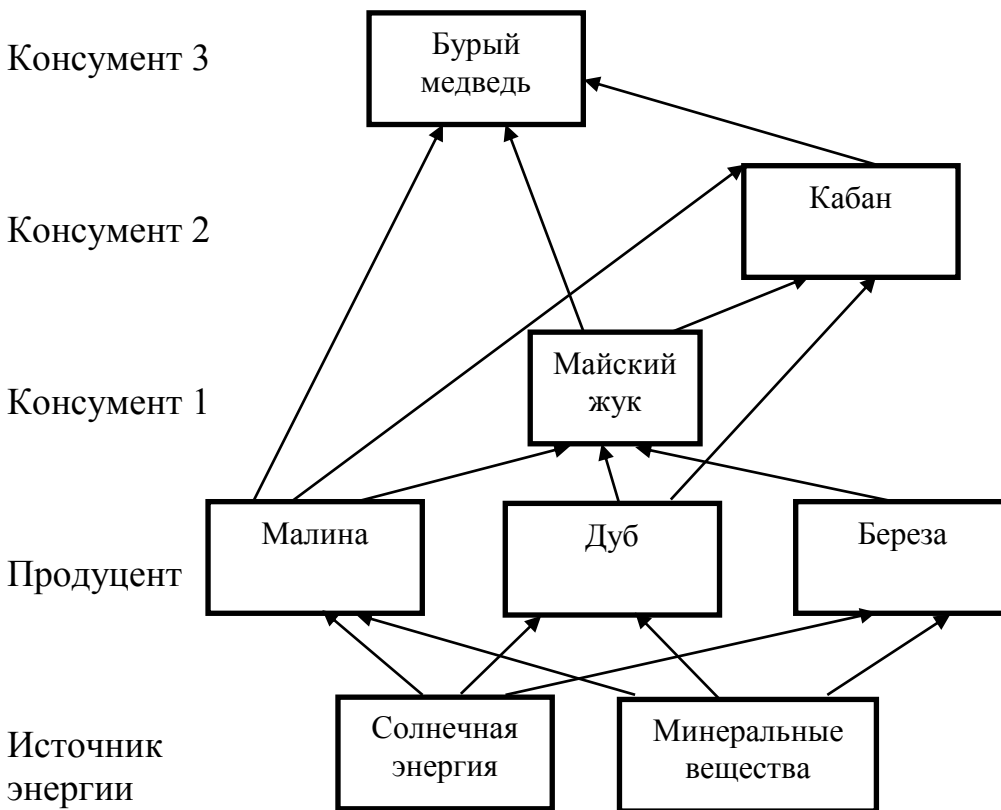 Консумент 3
Бурый
медведь
Консумент 2
Кабан
Консумент 1
Майский
жук
Продуцент
Малина
Дуб
Береза
Источник
энергии
Солнечная
энергия
Минеральные
вещества